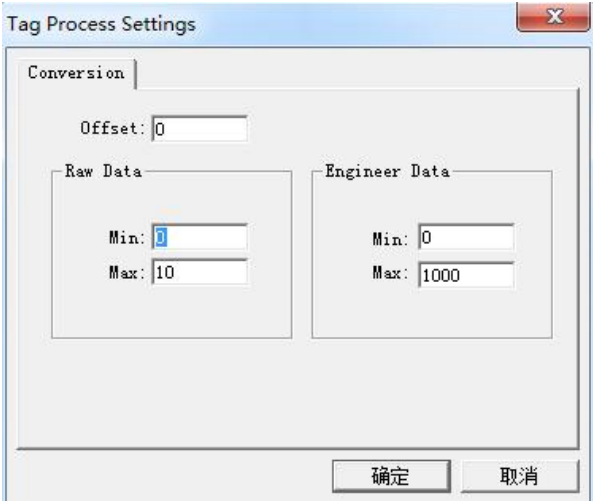 Tag Process Settings
Conversion
Offset: 0
Raw Data
Min: 0
Max: 10
Engineer Data
Min: 0
Max: 1000
确定
取消